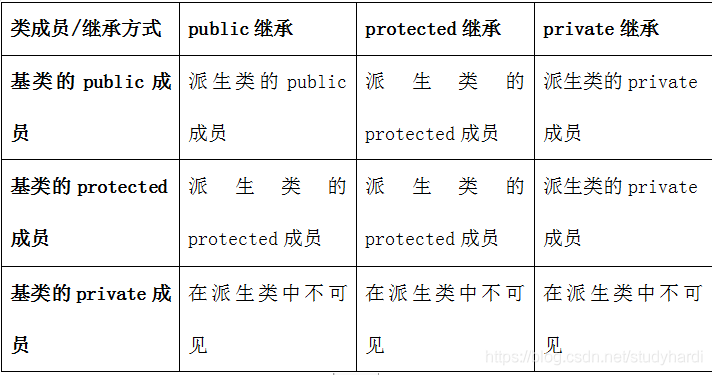 类成员/继承方式 public 继承 protected 继承 private 继承
基类的 public 成员 派生类的 public 成员 派生类的 protected 成员 派生类的 private 成员
基类的 protected 成员 派生类的 protected 成员 派生类的 protected 成员 派生类的 private 成员
基类的 private 成员 在派生类中不可见 在派生类中不可见 在派生类中不可见
https://blog.csdn.net/studyhardi